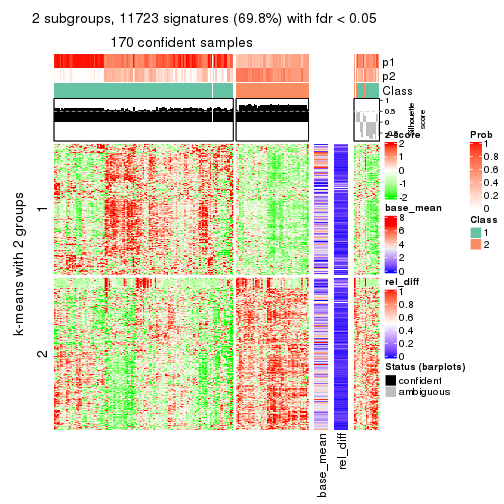 2 subgroups, 11723 signatures (69.8%) with fdr < 0.05
170 confident samples
p1
p2
Class
1
0.5
0
-0.5
Silhouette
score
k-means with 2 groups
1
2
z-score
2
1
0
-1
-2
base_mean
8
6
4
2
0
rel_diff
1
0.8
0.6
0.4
0.2
0
Status (barplots)
confident
ambiguous
Prob
1
0.8
0.6
0.4
0.2
0
Class
1
2
base_mean
rel_diff